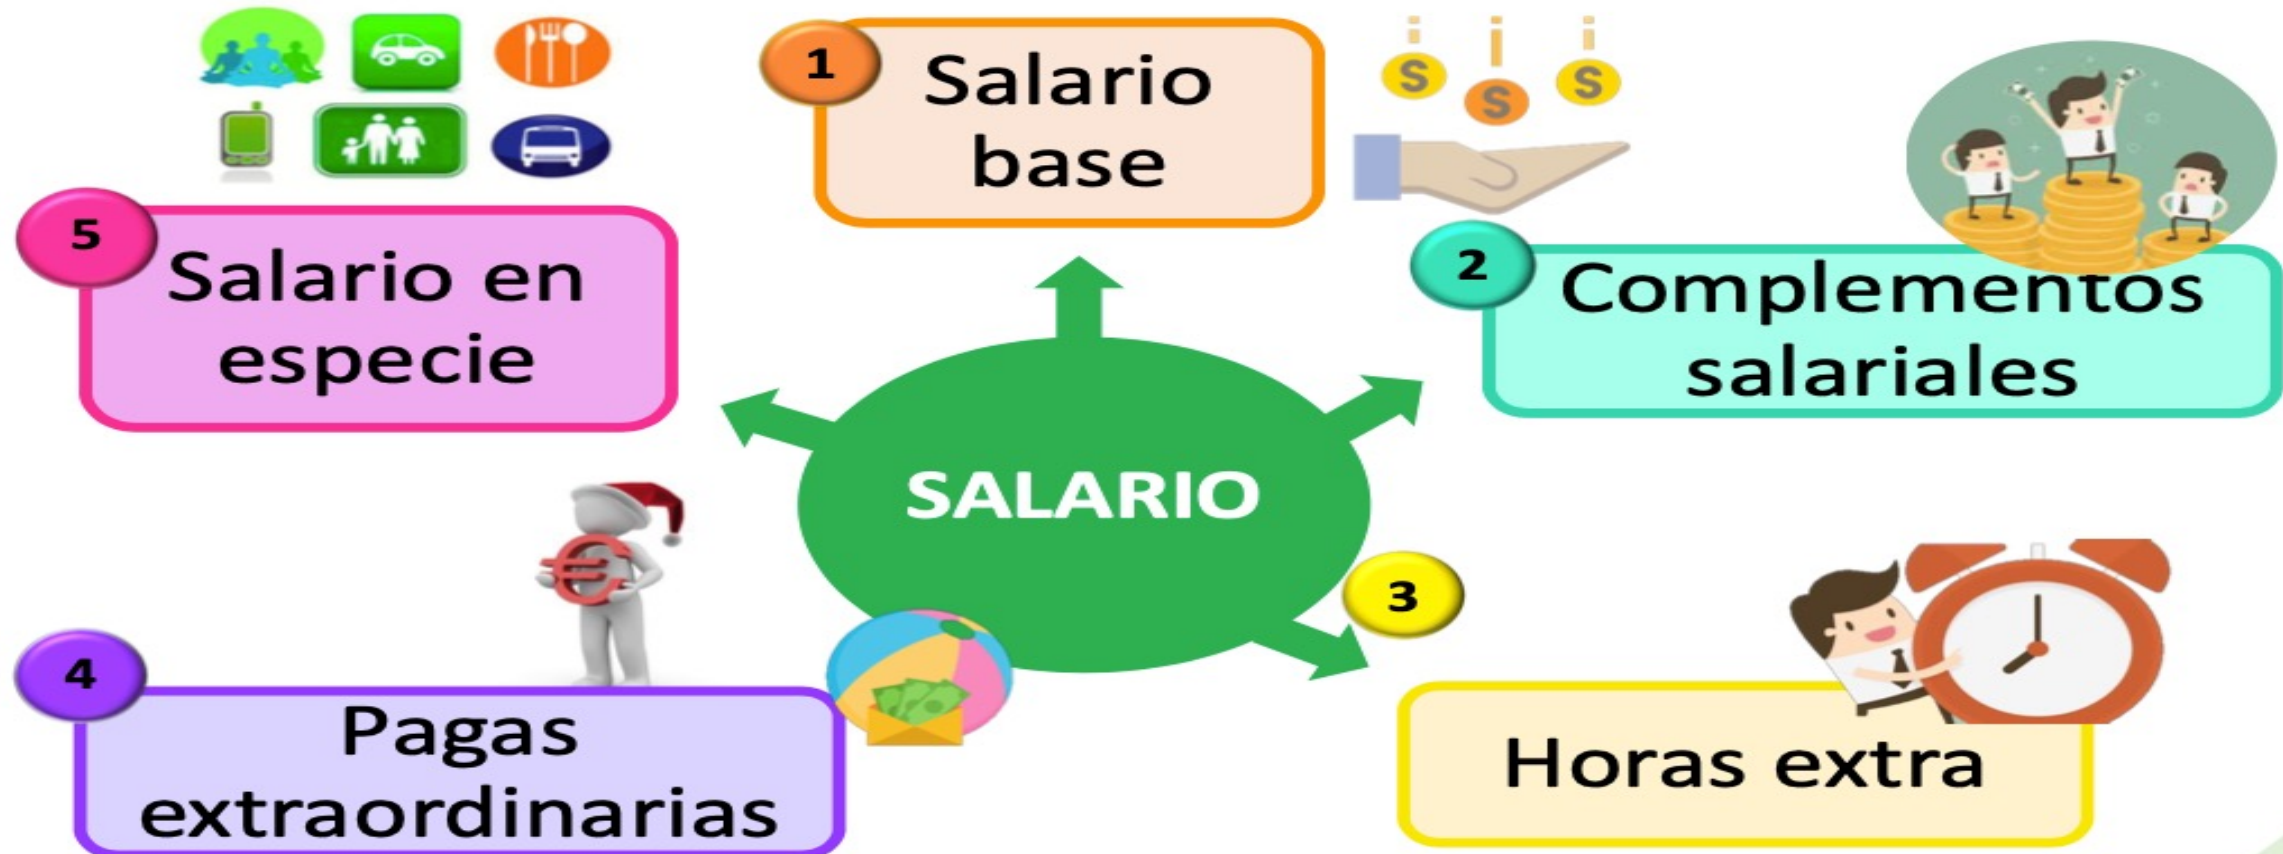 1
Salario
base
2
Complementos
salariales
5
Salario en
especie
SALARIO
3
Horas extra
4
Pagas
extraordinarias
S
S
S
€